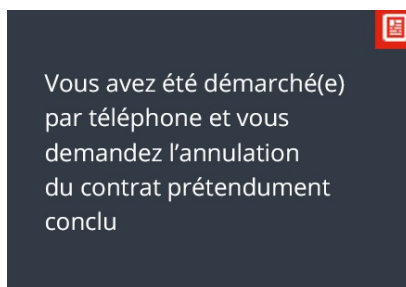 Vous avez été démarché(e)
par téléphone et vous
demandez l’annulation
du contrat prétendument
conclu